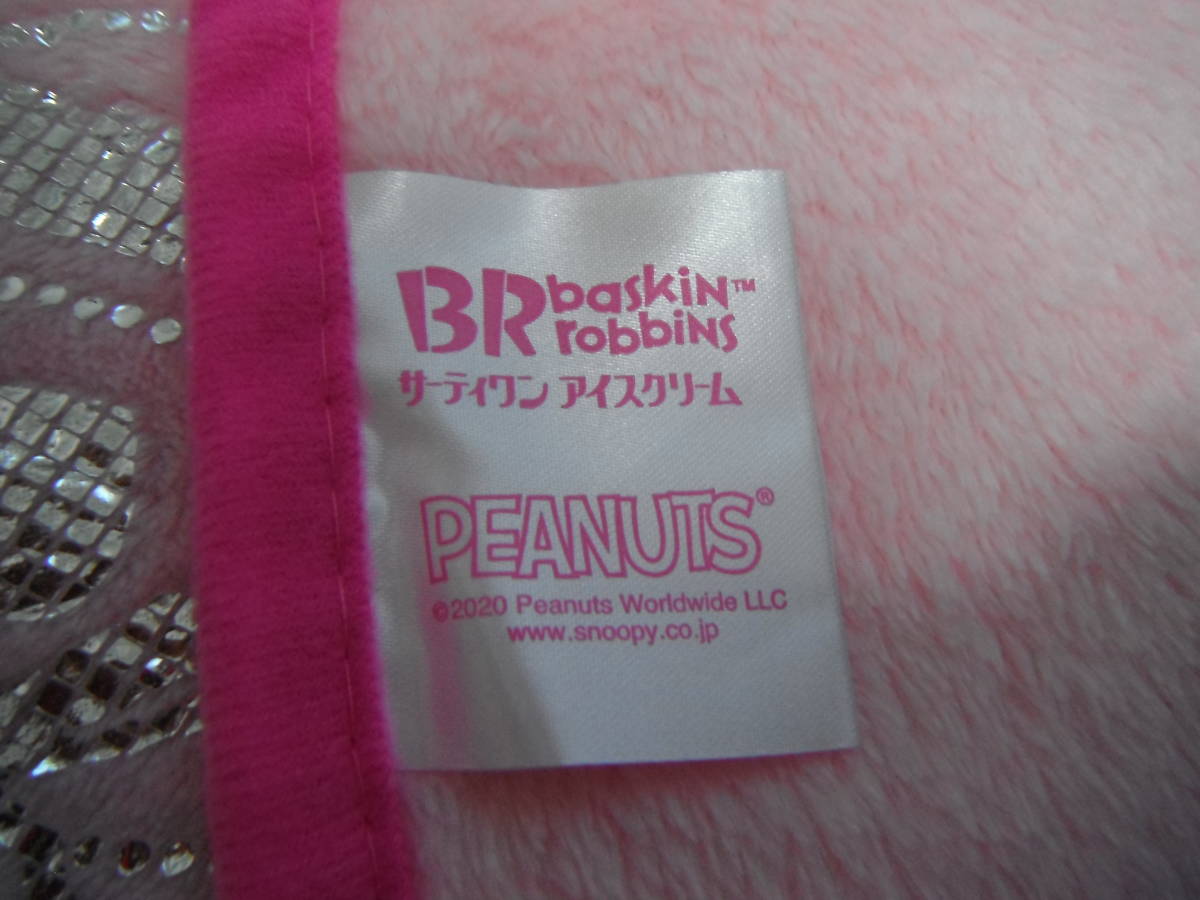 BR baskin™
robbins
サーティワン アイスクリーム
PEANUTS®
©2020 Peanuts Worldwide LLC
www.snoopy.co.jp